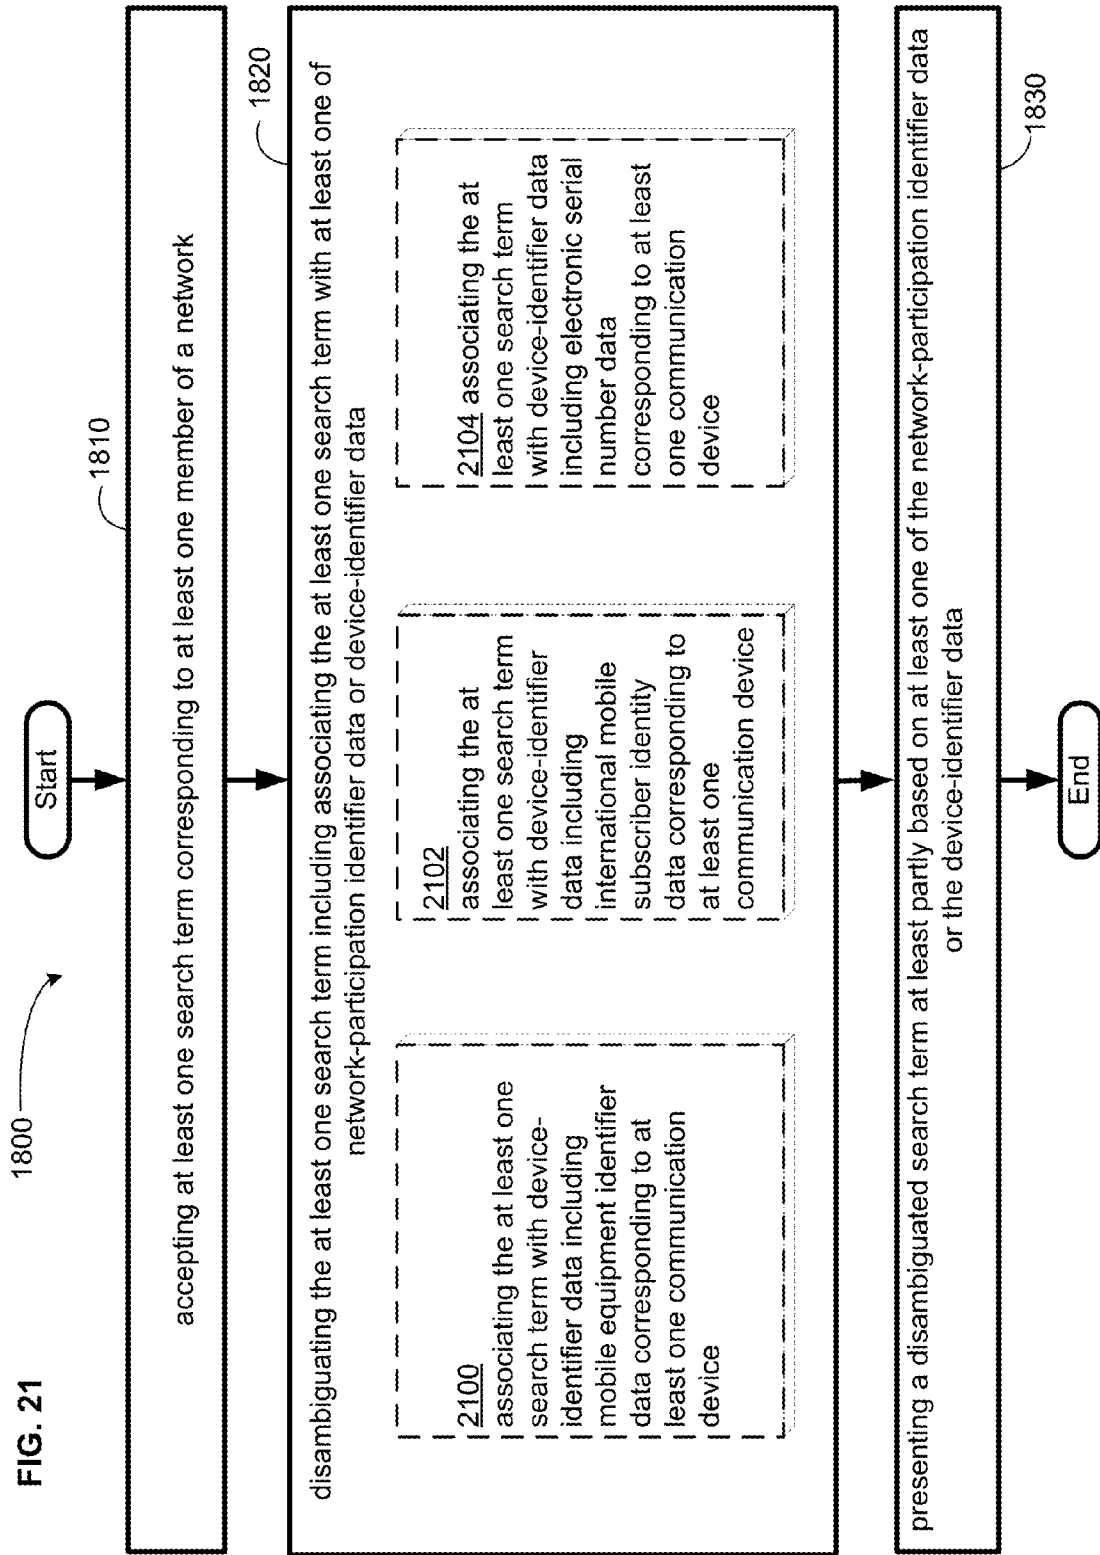 FIG. 21
1800
Start
1810
accepting at least one search term corresponding to at least one member of a network
1820
disambiguating the at least one search term including associating the at least one search term with at least one of
network-participation identifier data or device-identifier data
2100
associating the at least one
search term with device-
identifier data including
mobile equipment identifier
data corresponding to at
least one communication
device
2102
associating the at
least one search term
with device-identifier
data including
international mobile
subscriber identity
data corresponding to
at least one
communication device
2104 associating the at
least one search term
with device-identifier data
including electronic serial
number data
corresponding to at least
one communication
device
presenting a disambiguated search term at least partly based on at least one of the network-participation identifier data
or the device-identifier data
1830
End